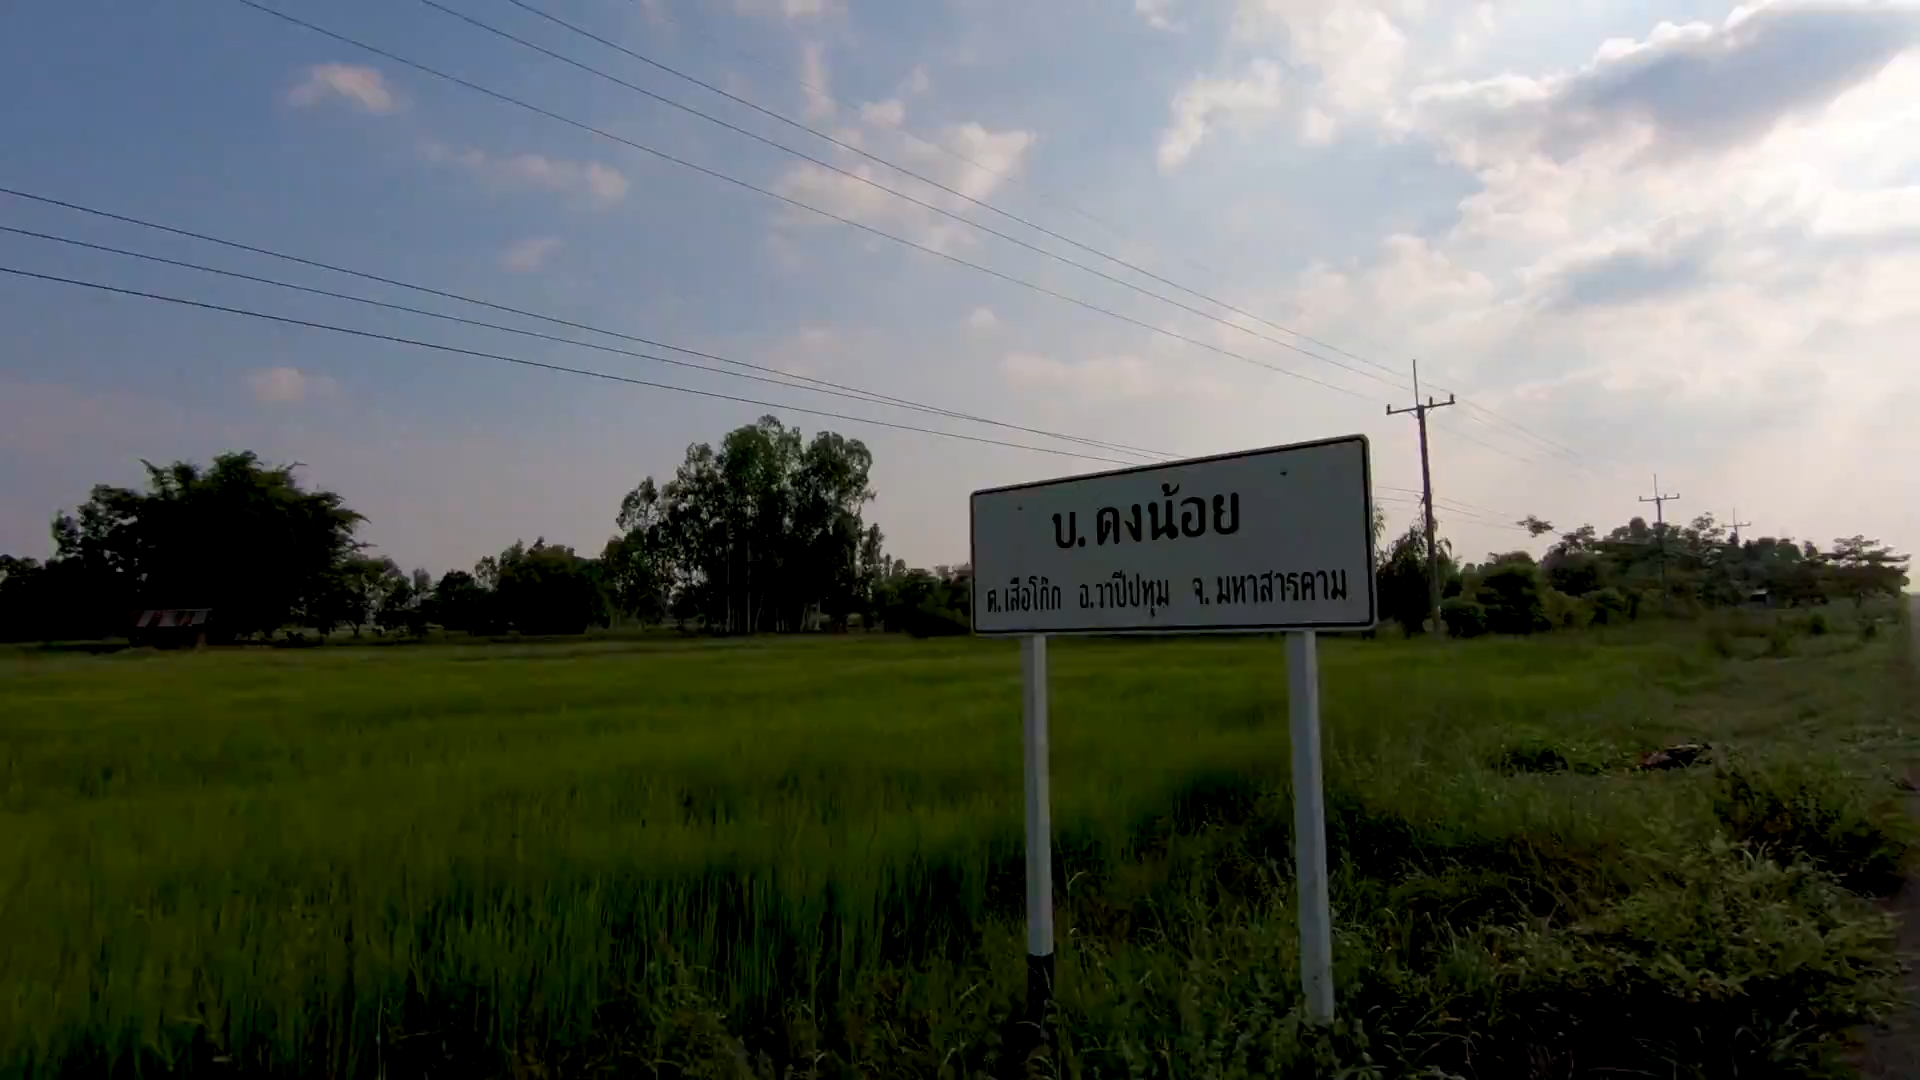 บ. ดงน้อย
ต. เสือโก้ก อ.วาปีปทุม จ. มหาสารคาม